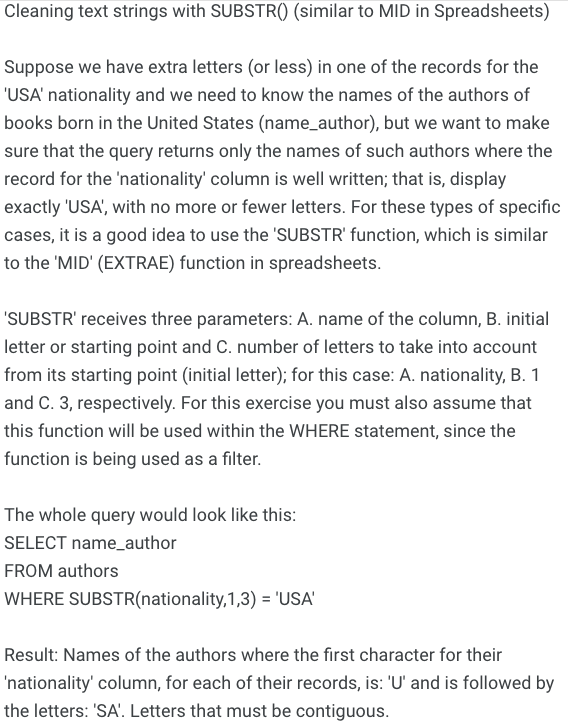 Cleaning text strings with SUBSTR() (similar to MID in Spreadsheets)
Suppose we have extra letters (or less) in one of the records for the
'USA' nationality and we need to know the names of the authors of
books born in the United States (name_author), but we want to make
sure that the query returns only the names of such authors where the
record for the 'nationality' column is well written; that is, display
exactly 'USA', with no more or fewer letters. For these types of specific
cases, it is a good idea to use the 'SUBSTR' function, which is similar
to the 'MID' (EXTRAE) function in spreadsheets.
'SUBSTR' receives three parameters: A. name of the column, B. initial
letter or starting point and C. number of letters to take into account
from its starting point (initial letter); for this case: A. nationality, B. 1
and C. 3, respectively. For this exercise you must also assume that
this function will be used within the WHERE statement, since the
function is being used as a filter.
The whole query would look like this:
SELECT name_author
FROM authors
WHERE SUBSTR(nationality,1,3) = 'USA'
Result: Names of the authors where the first character for their
'nationality' column, for each of their records, is: 'U' and is followed by
the letters: 'SA'. Letters that must be contiguous.